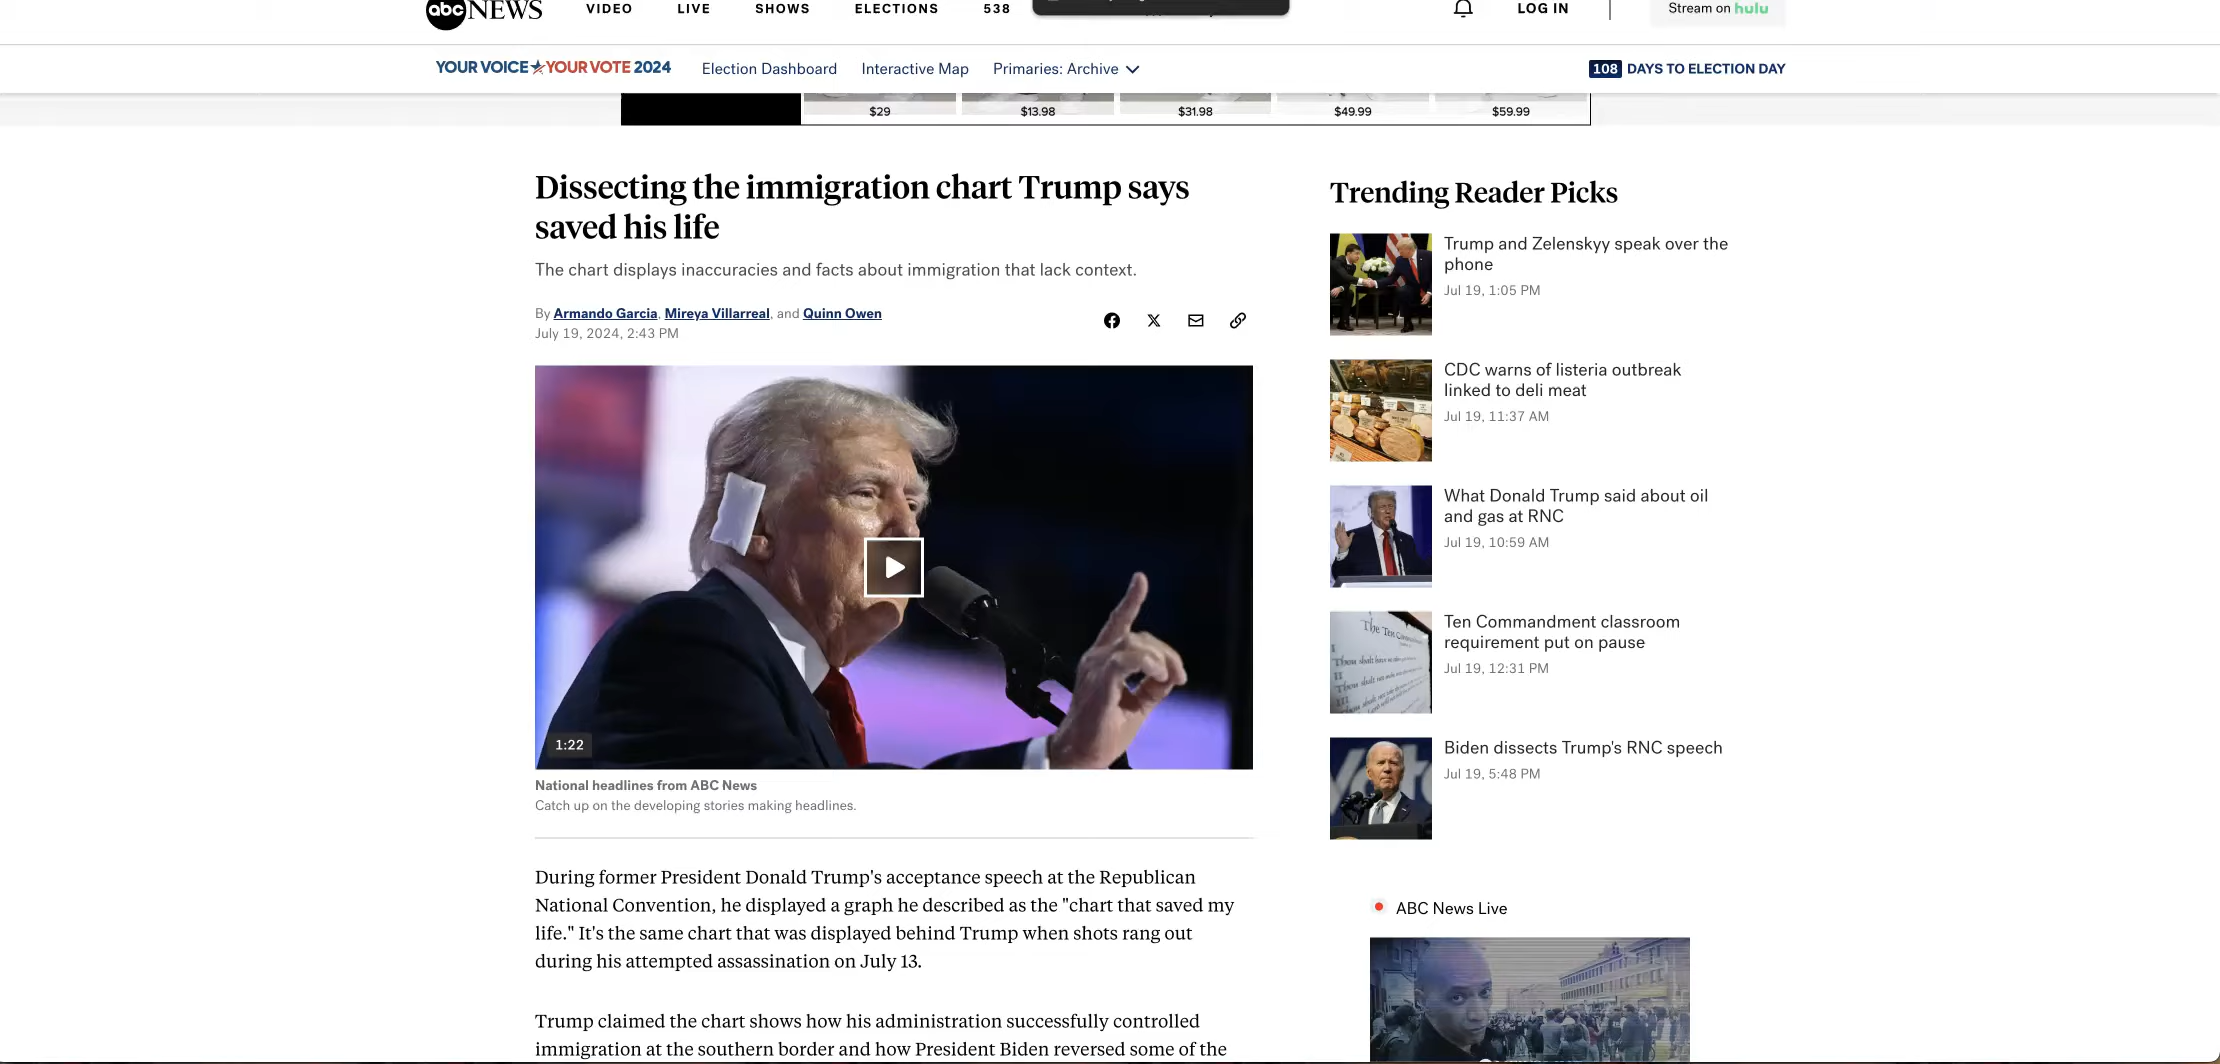 abc NEWS
VIDEO
LIVE
SHOWS
ELECTIONS
538
LOG IN
Stream on hulu
YOUR VOICE YOUR VOTE 2024
Election Dashboard
Interactive Map
Primaries: Archive
108 DAYS TO ELECTION DAY
$29
$13.98
$31.98
$49.99
$59.99
Dissecting the immigration chart Trump says
saved his life
The chart displays inaccuracies and facts about immigration that lack context.
By Armando Garcia, Mireya Villarreal, and Quinn Owen
July 19, 2024, 2:43 PM
1:22
National headlines from ABC News
Catch up on the developing stories making headlines.
During former President Donald Trump's acceptance speech at the Republican
National Convention, he displayed a graph he described as the "chart that saved my
life." It's the same chart that was displayed behind Trump when shots rang out
during his attempted assassination on July 13.
Trump claimed the chart shows how his administration successfully controlled
immigration at the southern border and how President Biden reversed some of the
Trending Reader Picks
Trump and Zelenskyy speak over the
phone
Jul 19, 1:05 PM
CDC warns of listeria outbreak
linked to deli meat
Jul 19, 11:37 AM
What Donald Trump said about oil
and gas at RNC
Jul 19, 10:59 AM
Ten Commandment classroom
requirement put on pause
Jul 19, 12:31 PM
Biden dissects Trump's RNC speech
Jul 19, 5:48 PM
ABC News Live